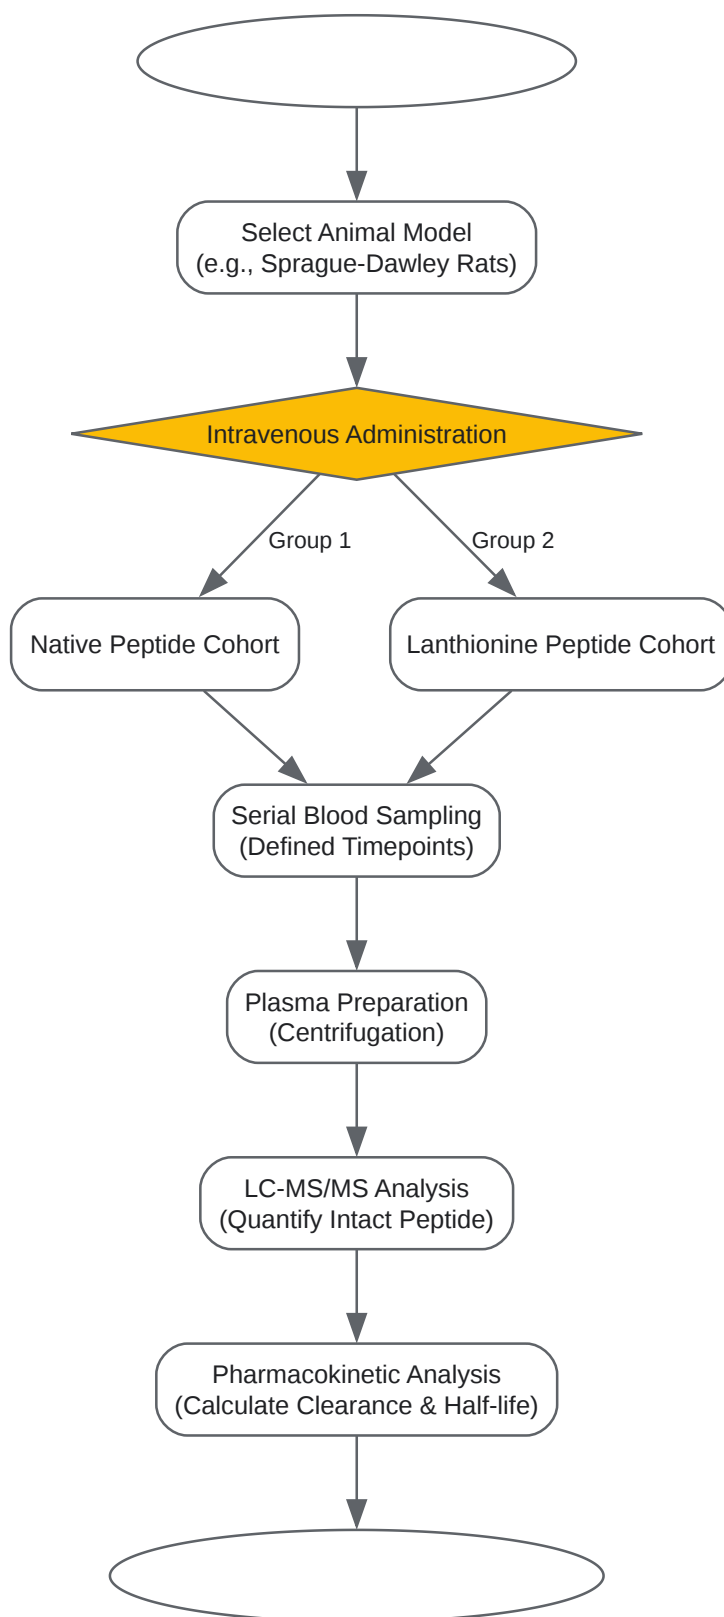 Select Animal Model
(e.g., Sprague-Dawley Rats)
Intravenous Administration
Group 1
Group 2
Native Peptide Cohort
Lanthionine Peptide Cohort
Serial Blood Sampling
(Defined Timepoints)
Plasma Preparation
(Centrifugation)
LC-MS/MS Analysis
(Quantify Intact Peptide)
Pharmacokinetic Analysis
(Calculate Clearance & Half-life)